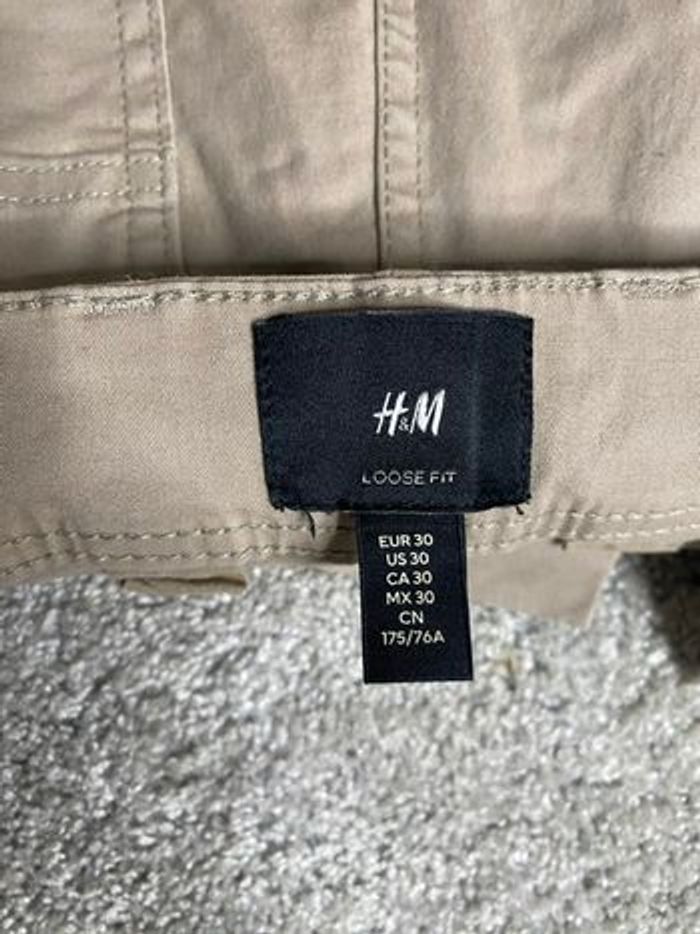 H&M
LOOSE FIT
EUR 30
US 30
CA 30
MX 30
CN
175/76A